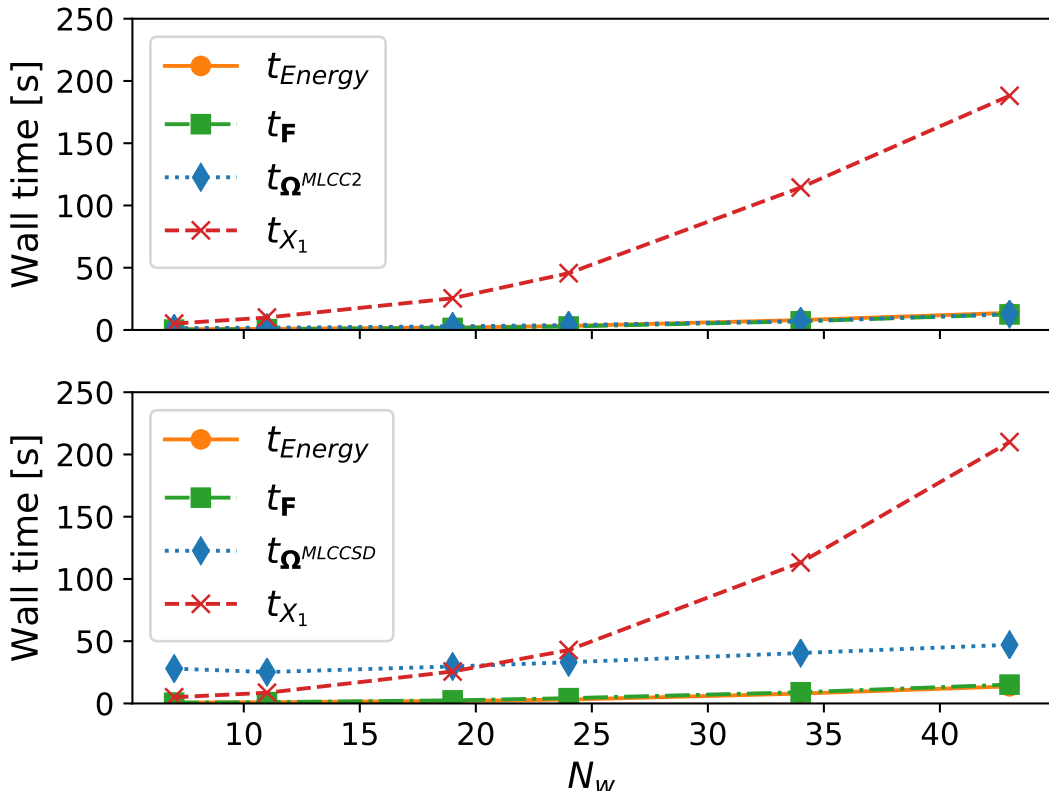 Wall time [s]
250
200
150
100
50
0
t_Energy
t_F
t_Ω^MLCC2
t_X₁
Wall time [s]
250
200
150
100
50
0
t_Energy
t_F
t_Ω^MLCCSD
t_X₁
10 15 20 25 30 35 40
N_w